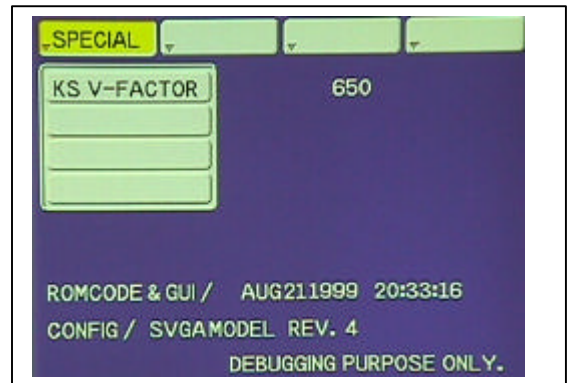 SPECIAL
KS V-FACTOR 650
ROMCODE & GUI / AUG211999 20:33:16
CONFIG / SVGAMODEL REV. 4
DEBUGGING PURPOSE ONLY.